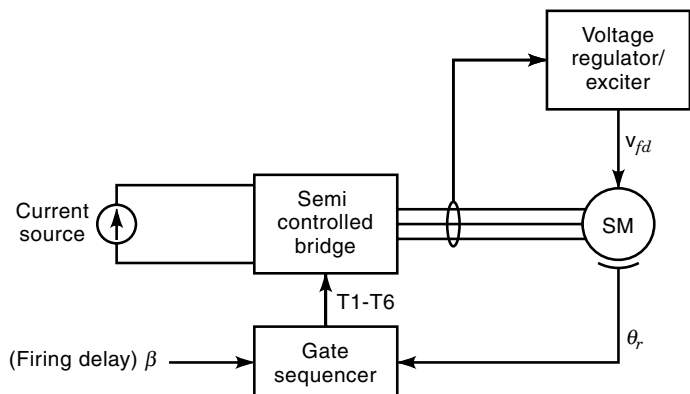 Voltage
regulator/
exciter
v_fd
Semi
controlled
bridge
Current
source
SM
T1-T6
θ_r
(Firing delay) β
Gate
sequencer